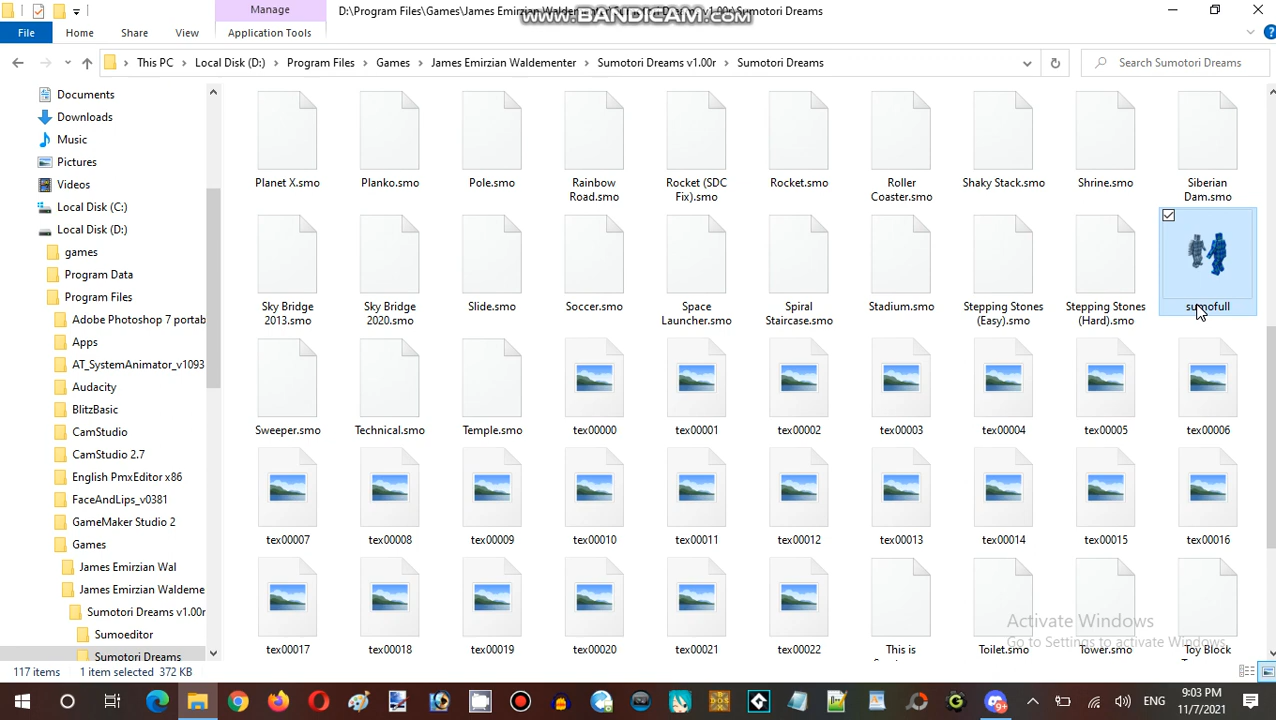 Manage
D:\Program Files\Games\James Emirzian Waldementer\Sumotori Dreams v1.00r\Sumotori Dreams
www.BANDICAM.com
File
Home
Share
View
Application Tools
This PC
Local Disk (D:)
Program Files
Games
James Emirzian Waldementer
Sumotori Dreams v1.00r
Sumotori Dreams
Search Sumotori Dreams
Documents
Downloads
Music
Pictures
Videos
Local Disk (C:)
Local Disk (D:)
games
Program Data
Program Files
Adobe Photoshop 7 portab
Apps
AT_SystemAnimator_v1093
Audacity
BlitzBasic
CamStudio
CamStudio 2.7
English PmxEditor x86
FaceAndLips_v0381
GameMaker Studio 2
Games
James Emirzian Wal
James Emirzian Waldeme
Sumotori Dreams v1.00r
Sumoeditor
Sumotori Dreams
Planet X.smo
Planko.smo
Pole.smo
Rainbow
Road.smo
Rocket (SDC
Fix).smo
Rocket.smo
Roller
Coaster.smo
Shaky Stack.smo
Shrine.smo
Siberian
Dam.smo
Sky Bridge
2013.smo
Sky Bridge
2020.smo
Slide.smo
Soccer.smo
Space
Launcher.smo
Spiral
Staircase.smo
Stadium.smo
Stepping Stones
(Easy).smo
Stepping Stones
(Hard).smo
sumofull
Sweeper.smo
Technical.smo
Temple.smo
tex00000
tex00001
tex00002
tex00003
tex00004
tex00005
tex00006
tex00007
tex00008
tex00009
tex00010
tex00011
tex00012
tex00013
tex00014
tex00015
tex00016
tex00017
tex00018
tex00019
tex00020
tex00021
tex00022
This is
Toilet.smo
Tower.smo
Toy Block
Activate Windows
Go to Settings to activate Windows.
117 items
1 item selected 372 KB
ENG
9:03 PM
11/7/2021